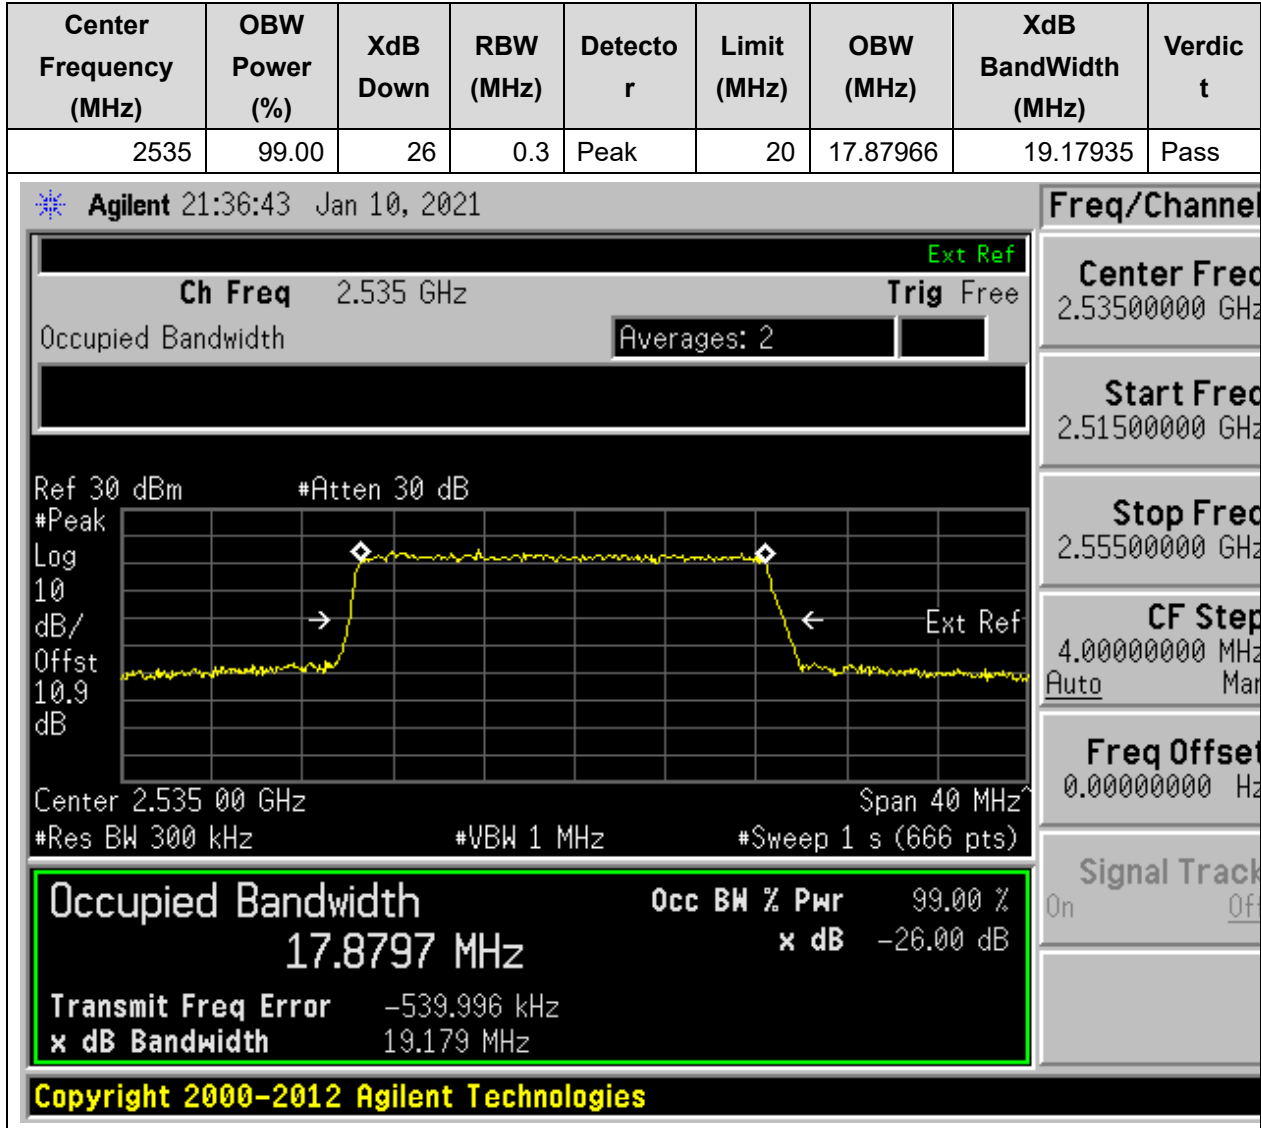 Center Frequency (MHz) OBW Power (%) XdB Down RBW (MHz) Detecto r Limit (MHz) OBW (MHz) XdB BandWidth (MHz) Verdic t
2535 99.00 26 0.3 Peak 20 17.87966 19.17935 Pass
Agilent 21:36:43 Jan 10, 2021
Freq/Channel
Ext Ref
Ch Freq 2.535 GHz Trig Free
Occupied Bandwidth Averages: 2
Center Freq
2.53500000 GHz
Start Freq
2.51500000 GHz
Stop Freq
2.55500000 GHz
CF Step
4.00000000 MHz
Auto Man
Freq Offset
0.00000000 Hz
Signal Track
On Off
Ref 30 dBm #Atten 30 dB
#Peak
Log
10
dB/
Offst
10.9
dB
Ext Ref
Center 2.535 00 GHz Span 40 MHz^
#Res BW 300 kHz #VBW 1 MHz #Sweep 1 s (666 pts)
Occupied Bandwidth Occ BW % Pwr 99.00 %
17.8797 MHz x dB -26.00 dB
Transmit Freq Error -539.996 kHz
x dB Bandwidth 19.179 MHz
Copyright 2000-2012 Agilent Technologies